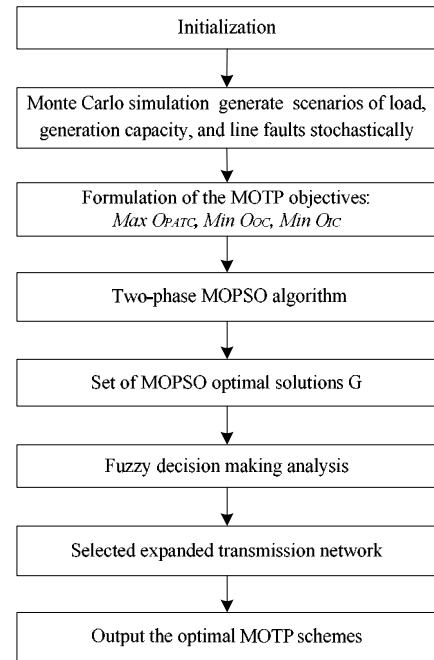 Initialization
Monte Carlo simulation generate scenarios of load,
generation capacity, and line faults stochastically
Formulation of the MOTP objectives:
Max OPATC, Min OOC, Min OIC
Two-phase MOPSO algorithm
Set of MOPSO optimal solutions G
Fuzzy decision making analysis
Selected expanded transmission network
Output the optimal MOTP schemes